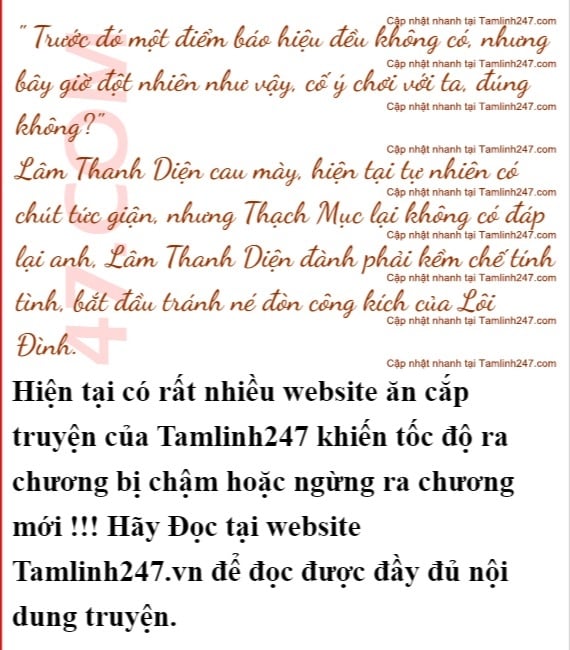 Cập nhật nhanh tại Tamlinh247.com
" Trước đó một điềm báo hiệu đều không có, nhưng
Cập nhật nhanh tại Tamlinh247.com
bây giờ đột nhiên như vậy, cố ý chơi với ta, đúng
Cập nhật nhanh tại Tamlinh247.com
không?"
Cập nhật nhanh tại Tamlinh247.com
Lâm Thanh Diện cau mày, hiện tại tự nhiên có
Cập nhật nhanh tại Tamlinh247.com
chút tức giận, nhưng Thạch Mục lại không có đáp
Cập nhật nhanh tại Tamlinh247.com
lại anh, Lâm Thanh Diện đành phải kềm chế tính
Cập nhật nhanh tại Tamlinh247.com
tình, bắt đầu tránh né đòn công kích của Lôi
Cập nhật nhanh tại Tamlinh247.com
Đình.
Cập nhật nhanh tại Tamlinh247.com
47 COM
Hiện tại có rất nhiều website ăn cắp
truyện của Tamlinh247 khiến tốc độ ra
chương bị chậm hoặc ngừng ra chương
mới !!! Hãy Đọc tại website
Tamlinh247.vn để đọc được đầy đủ nội
dung truyện.